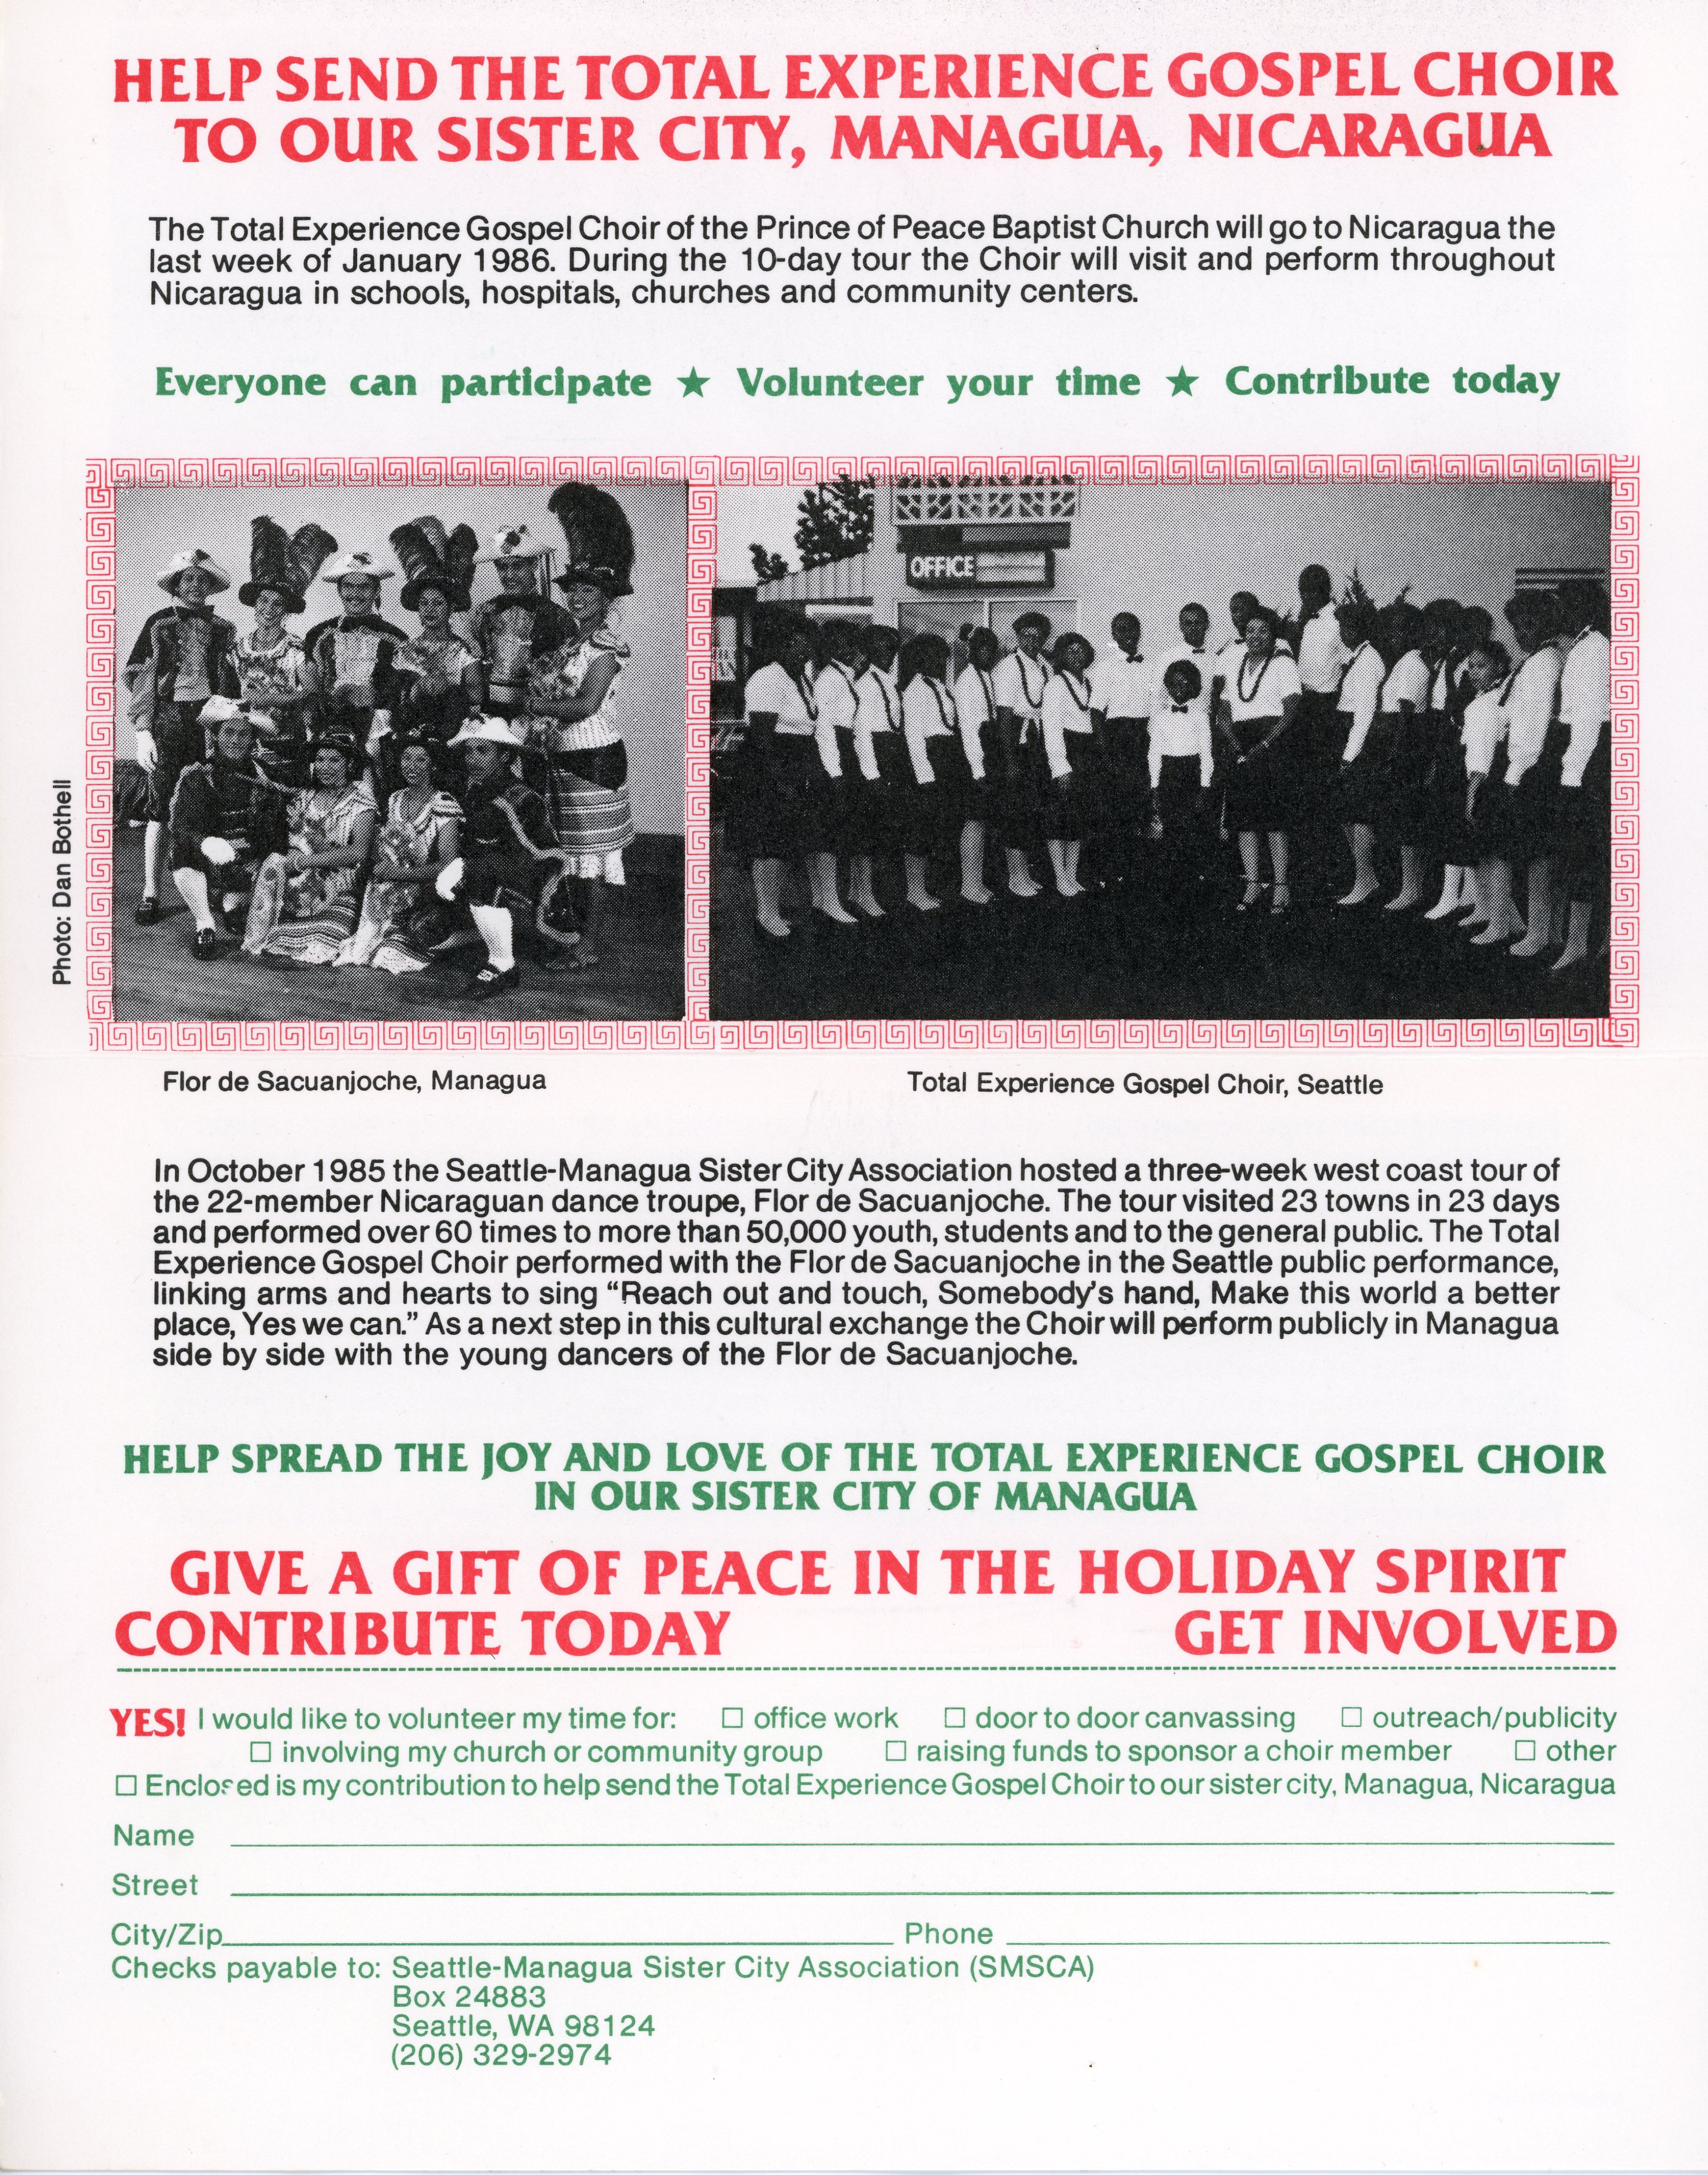 HELP SEND THE TOTAL EXPERIENCE GOSPEL CHOIR
TO OUR SISTER CITY, MANAGUA, NICARAGUA
The Total Experience Gospel Choir of the Prince of Peace Baptist Church will go to Nicaragua the
last week of January 1986. During the 10-day tour the Choir will visit and perform throughout
Nicaragua in schools, hospitals, churches and community centers.
Everyone can participate ★ Volunteer your time ★ Contribute today
OFFICE
Photo: Dan Bothell
Flor de Sacuanjoche, Managua
Total Experience Gospel Choir, Seattle
In October 1985 the Seattle-Managua Sister City Association hosted a three-week west coast tour of
the 22-member Nicaraguan dance troupe, Flor de Sacuanjoche. The tour visited 23 towns in 23 days
and performed over 60 times to more than 50,000 youth, students and to the general public. The Total
Experience Gospel Choir performed with the Flor de Sacuanjoche in the Seattle public performance,
linking arms and hearts to sing “Reach out and touch, Somebody's hand, Make this world a better
place, Yes we can.” As a next step in this cultural exchange the Choir will perform publicly in Managua
side by side with the young dancers of the Flor de Sacuanjoche.
HELP SPREAD THE JOY AND LOVE OF THE TOTAL EXPERIENCE GOSPEL CHOIR
IN OUR SISTER CITY OF MANAGUA
GIVE A GIFT OF PEACE IN THE HOLIDAY SPIRIT
CONTRIBUTE TODAY GET INVOLVED
YES! I would like to volunteer my time for: ☐ office work ☐ door to door canvassing ☐ outreach/publicity
☐ involving my church or community group ☐ raising funds to sponsor a choir member ☐ other
☐ Enclosed is my contribution to help send the Total Experience Gospel Choir to our sister city, Managua, Nicaragua
Name
Street
City/Zip Phone
Checks payable to: Seattle-Managua Sister City Association (SMSCA)
Box 24883
Seattle, WA 98124
(206) 329-2974